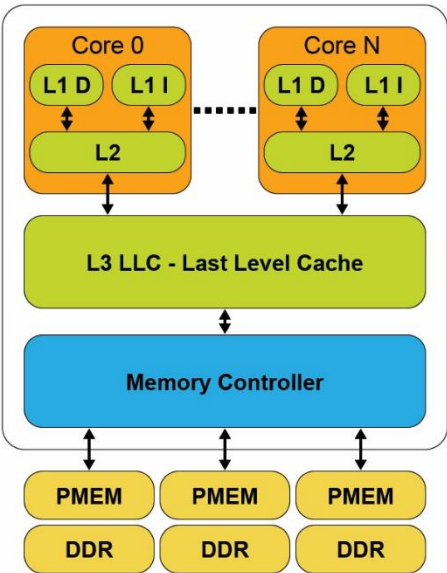 Core 0
Core N
L1 D
L1 I
L1 D
L1 I
L2
L2
L3 LLC - Last Level Cache
Memory Controller
PMEM
PMEM
PMEM
DDR
DDR
DDR